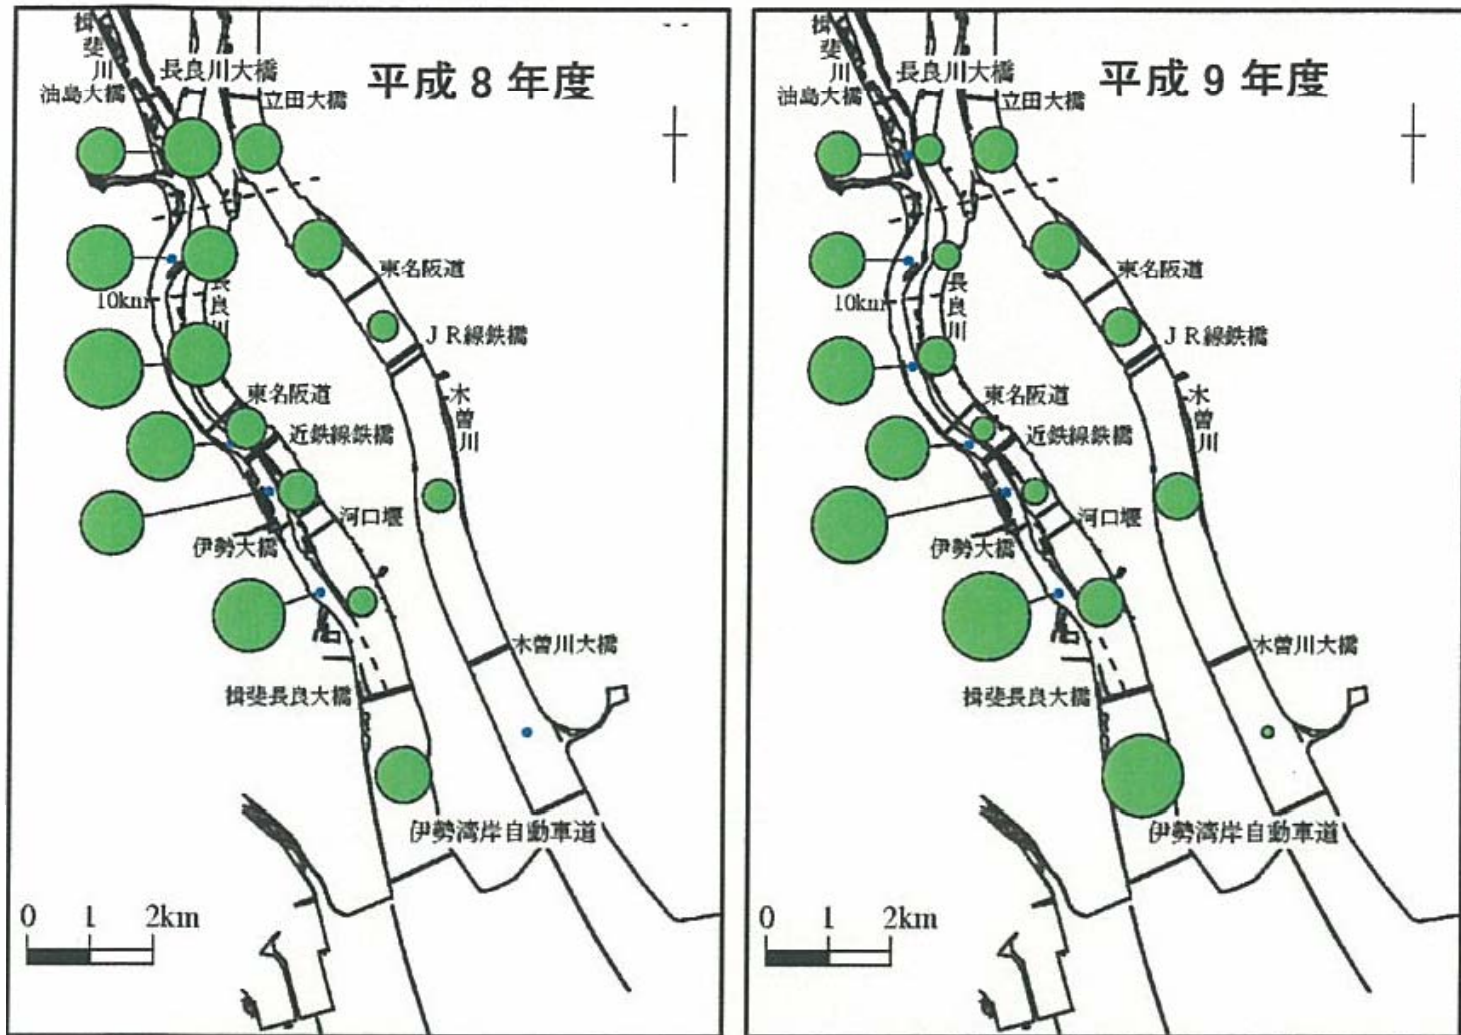 平成8年度
揖斐川
長良川大橋
油島大橋
立田大橋
東名阪道
10km
長良川
JR線鉄橋
東名阪道
木曽川
近鉄線鉄橋
河口堰
伊勢大橋
木曽川大橋
揖斐長良大橋
伊勢湾岸自動車道
0 1 2km
平成9年度
揖斐川
長良川大橋
油島大橋
立田大橋
東名阪道
10km
長良川
JR線鉄橋
東名阪道
木曽川
近鉄線鉄橋
河口堰
伊勢大橋
木曽川大橋
揖斐長良大橋
伊勢湾岸自動車道
0 1 2km